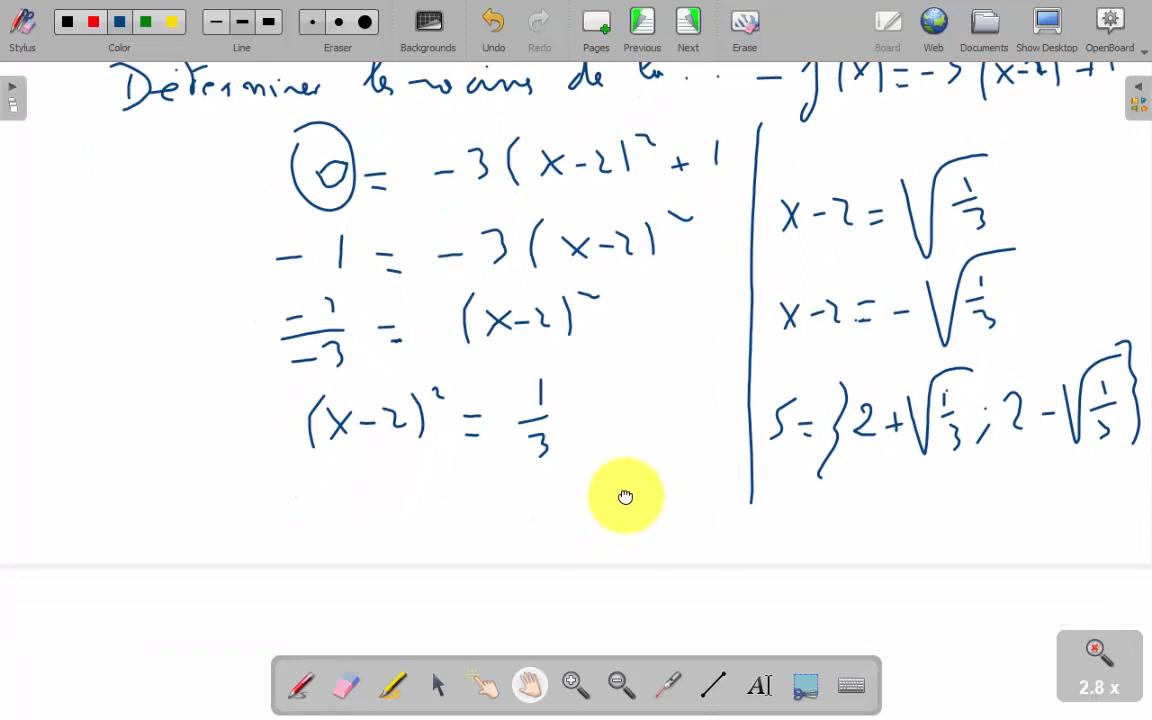 Stylus Color Line Eraser Backgrounds Undo Redo Pages Previous Next Erase Board Web Documents Show Desktop OpenBoard
Déterminer les racines de la ... - f(x) = -3(x-2)² + 1
0 = -3(x-2)² + 1
-1 = -3(x-2)²
-1/-3 = (x-2)²
(x-2)² = 1/3
x-2 = √(1/3)
x-2 = -√(1/3)
S = {2 + √(1/3) ; 2 - √(1/3)}
2.8 x